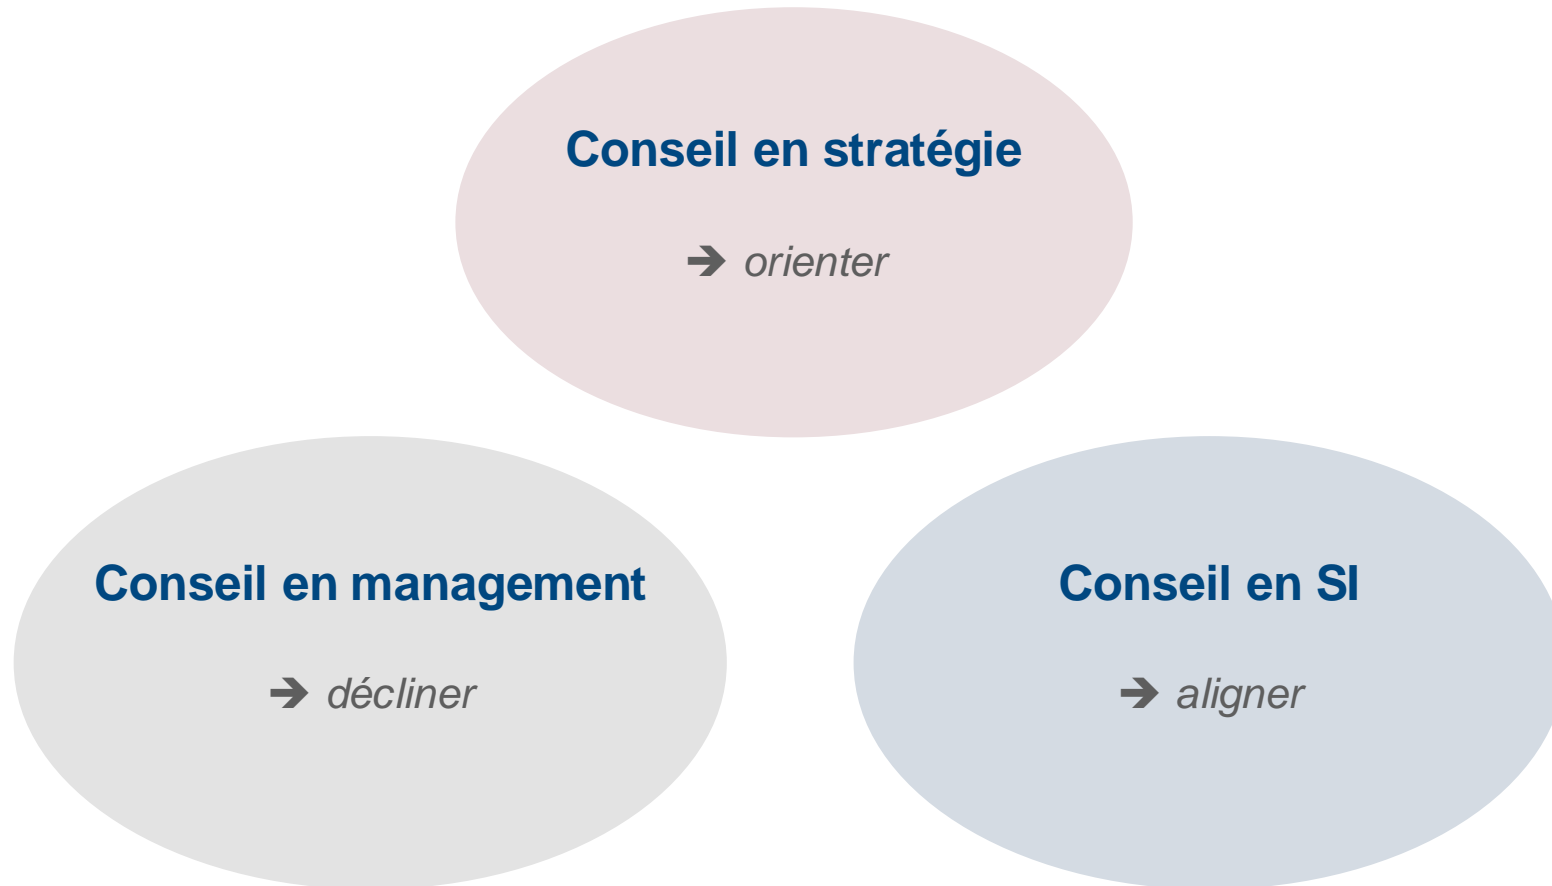 Conseil en stratégie
➔ orienter
Conseil en management
➔ décliner
Conseil en SI
➔ aligner